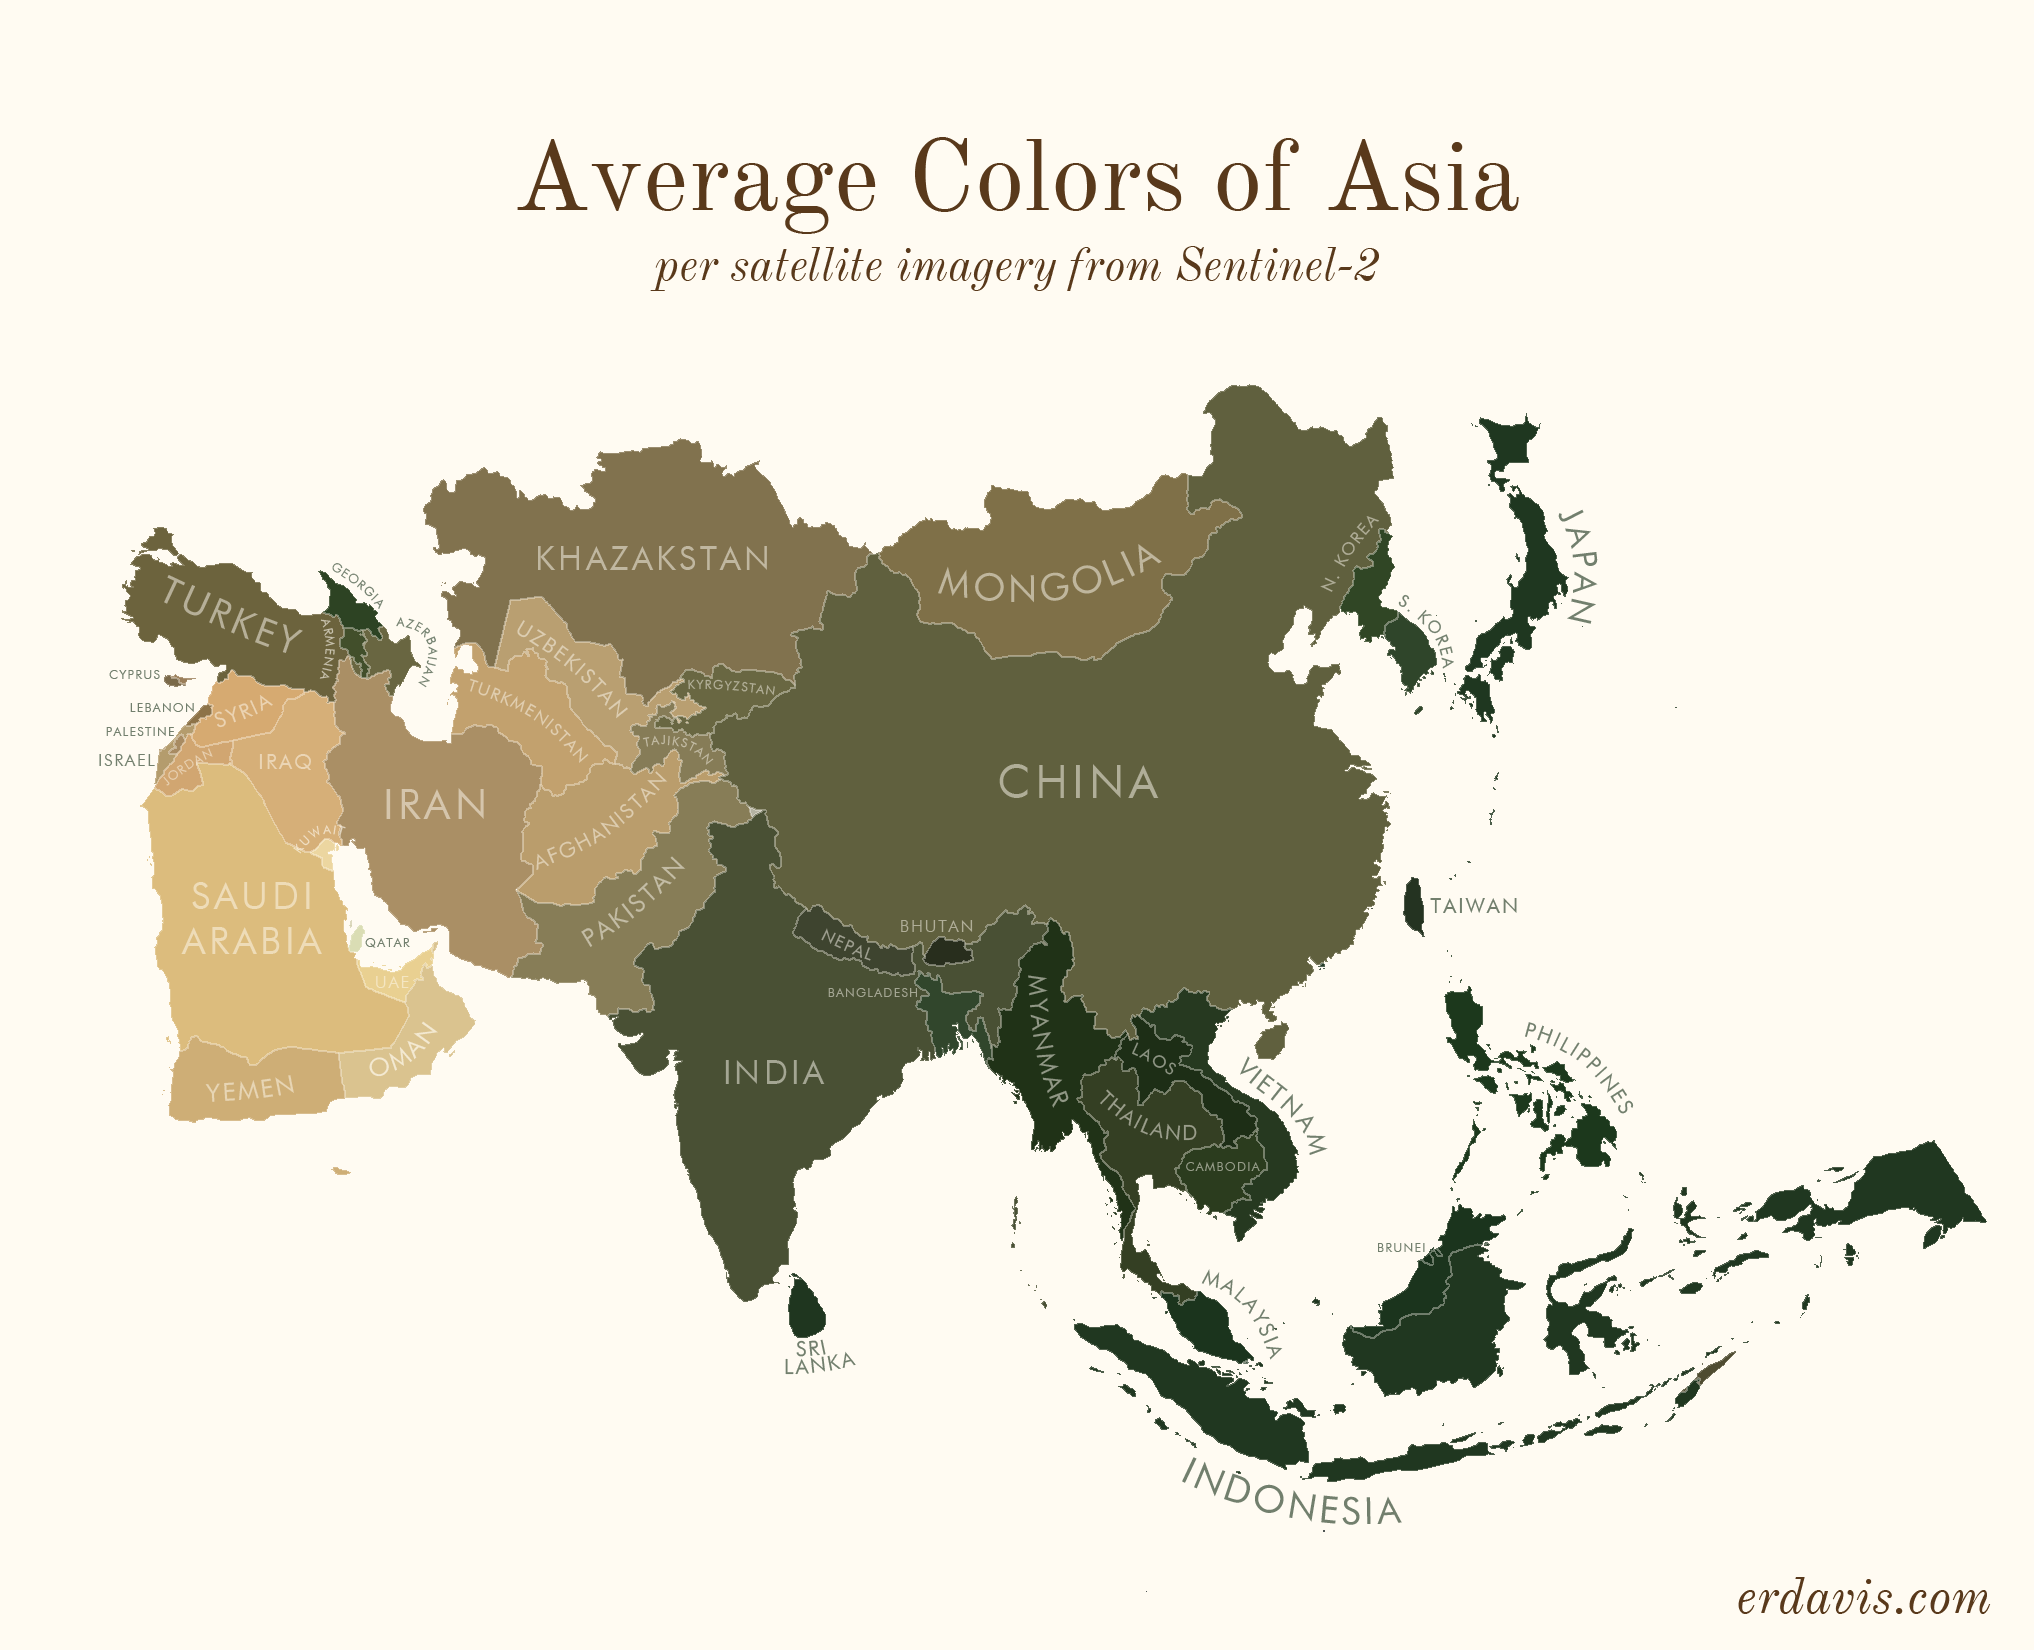 Average Colors of Asia
per satellite imagery from Sentinel-2
KHAZAKSTAN
MONGOLIA
N. KOREA
S. KOREA
JAPAN
TURKEY
GEORGIA
ARMENIA
AZERBAIJAN
UZBEKISTAN
TURKMENISTAN
KYRGYZSTAN
TAJIKSTAN
CYPRUS
LEBANON
PALESTINE
ISRAEL
SYRIA
JORDAN
IRAQ
IRAN
AFGHANISTAN
PAKISTAN
CHINA
KUWAIT
SAUDI
ARABIA
QATAR
UAE
OMAN
YEMEN
NEPAL
BHUTAN
BANGLADESH
INDIA
TAIWAN
MYANMAR
LAOS
VIETNAM
THAILAND
CAMBODIA
PHILIPPINES
BRUNEI
MALAYSIA
SRI
LANKA
INDONESIA
erdavis.com